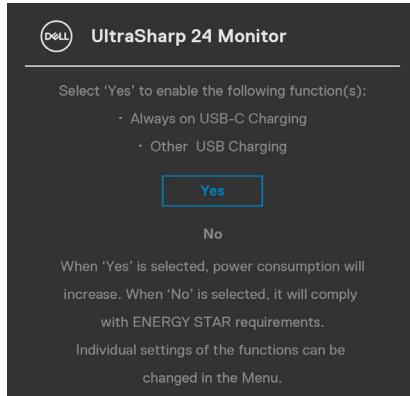 DELL
UltraSharp 24 Monitor
Select ‘Yes’ to enable the following function(s):
· Always on USB-C Charging
· Other USB Charging
Yes
No
When ‘Yes’ is selected, power consumption will
increase. When ‘No’ is selected, it will comply
with ENERGY STAR requirements.
Individual settings of the functions can be
changed in the Menu.